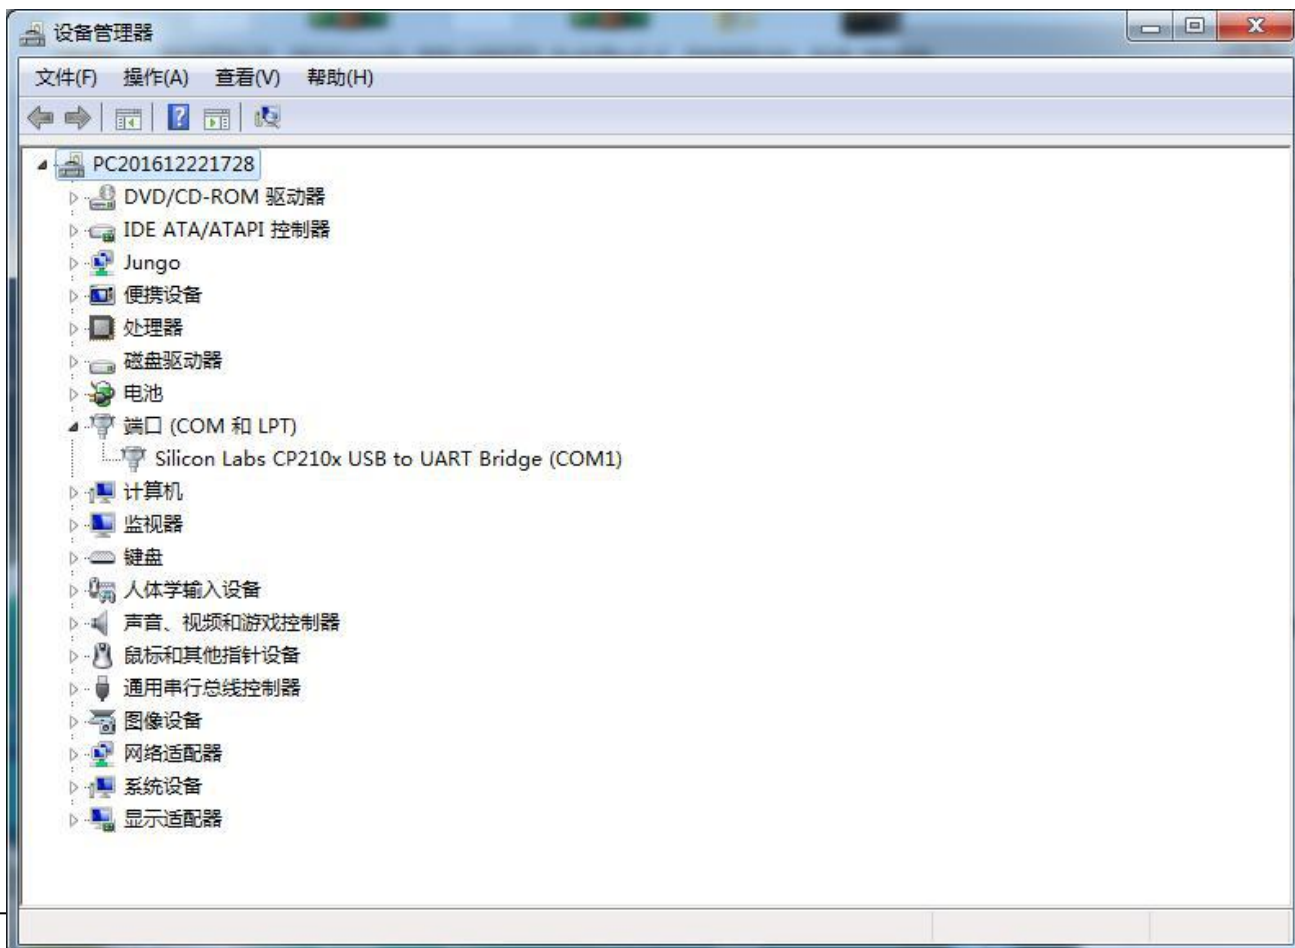 设备管理器
文件(F) 操作(A) 查看(V) 帮助(H)
PC201612221728
DVD/CD-ROM 驱动器
IDE ATA/ATAPI 控制器
Jungo
便携设备
处理器
磁盘驱动器
电池
端口 (COM 和 LPT)
Silicon Labs CP210x USB to UART Bridge (COM1)
计算机
监视器
键盘
人体学输入设备
声音、视频和游戏控制器
鼠标和其他指针设备
通用串行总线控制器
图像设备
网络适配器
系统设备
显示适配器